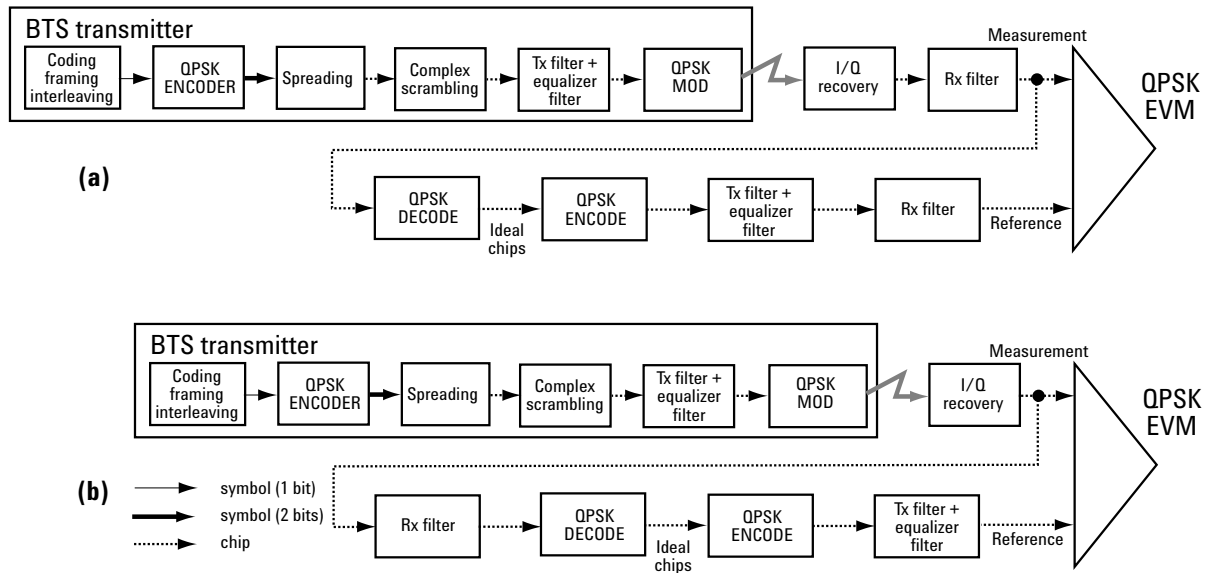 BTS transmitter
Coding
framing
interleaving
QPSK
ENCODER
Spreading
Complex
scrambling
Tx filter +
equalizer
filter
QPSK
MOD
I/Q
recovery
Rx filter
Measurement
QPSK
EVM
(a)
QPSK
DECODE
Ideal
chips
QPSK
ENCODE
Tx filter +
equalizer
filter
Rx filter
Reference
BTS transmitter
Coding
framing
interleaving
QPSK
ENCODER
Spreading
Complex
scrambling
Tx filter +
equalizer
filter
QPSK
MOD
I/Q
recovery
Measurement
QPSK
EVM
(b)
symbol (1 bit)
symbol (2 bits)
chip
Rx filter
QPSK
DECODE
Ideal
chips
QPSK
ENCODE
Tx filter +
equalizer
filter
Reference